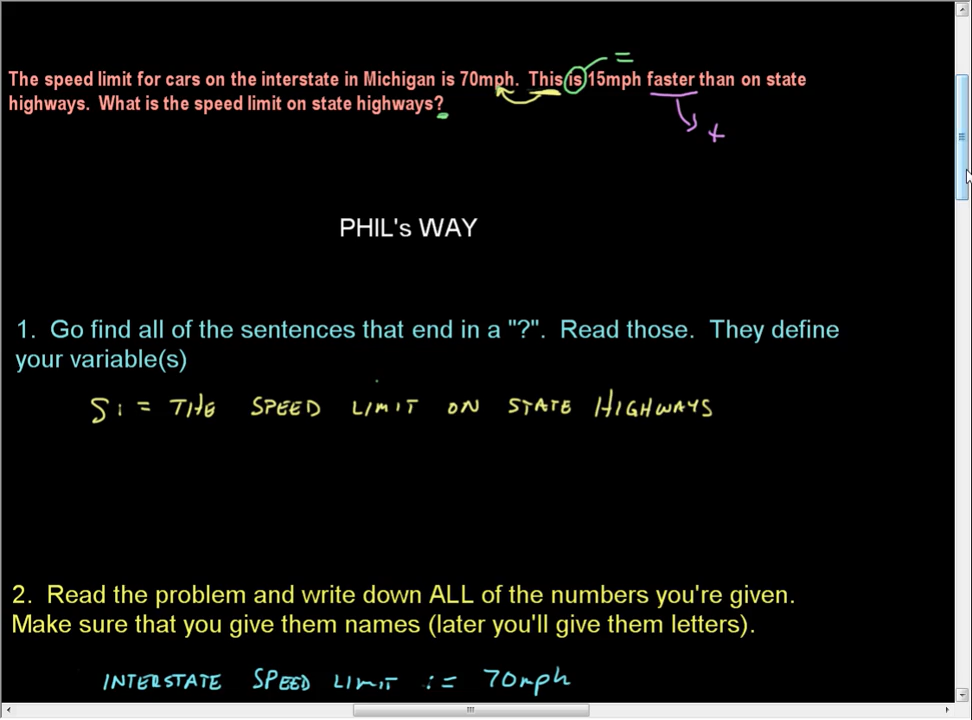 =
The speed limit for cars on the interstate in Michigan is 70mph. This is 15mph faster than on state
highways. What is the speed limit on state highways?
+
PHIL's WAY
1. Go find all of the sentences that end in a "?". Read those. They define
your variable(s)
S := THE SPEED LIMIT ON STATE HIGHWAYS
2. Read the problem and write down ALL of the numbers you're given.
Make sure that you give them names (later you'll give them letters).
INTERSTATE SPEED LIMIT := 70mph